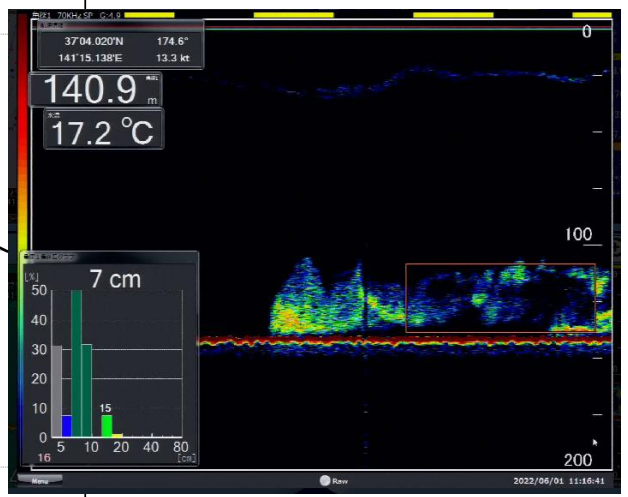 70KHz SP G:4.9
37°04.020'N 174.6°
141°15.138'E 13.3 kt
140.9 m
水温
17.2 °C
0
100
200
[%]
7 cm
50
40
30
20
10
0
15
5 10 20 40 80
[cm]
16
Menu
Raw
2022/06/01 11:16:41